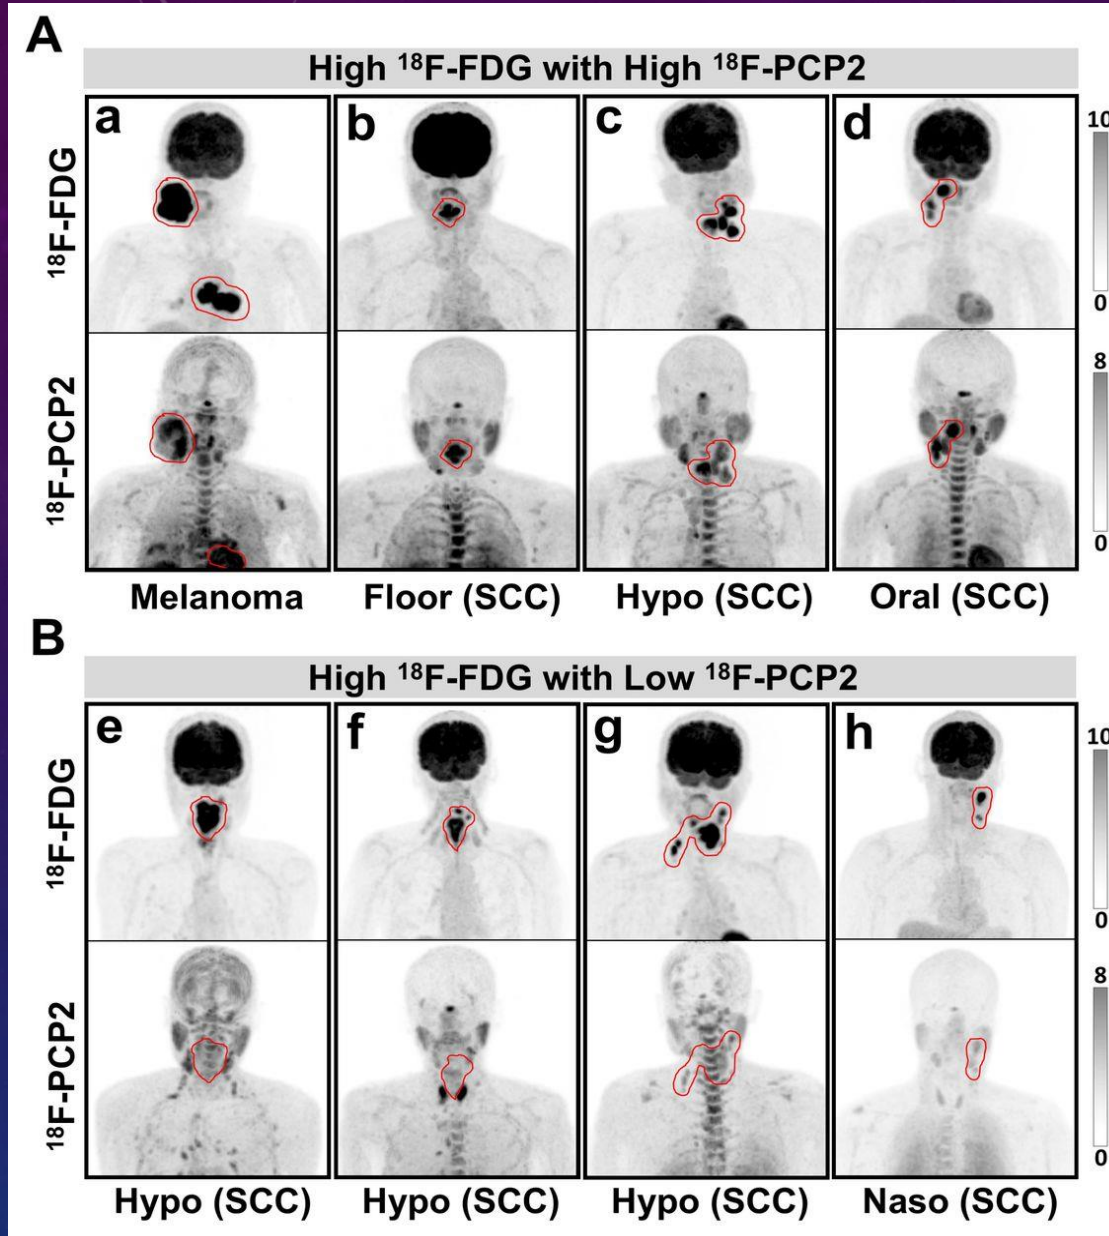 A
High ¹⁸F-FDG with High ¹⁸F-PCP2
a b c d
¹⁸F-FDG
10
0
¹⁸F-PCP2
8
0
Melanoma Floor (SCC) Hypo (SCC) Oral (SCC)
B
High ¹⁸F-FDG with Low ¹⁸F-PCP2
e f g h
¹⁸F-FDG
10
0
¹⁸F-PCP2
8
0
Hypo (SCC) Hypo (SCC) Hypo (SCC) Naso (SCC)